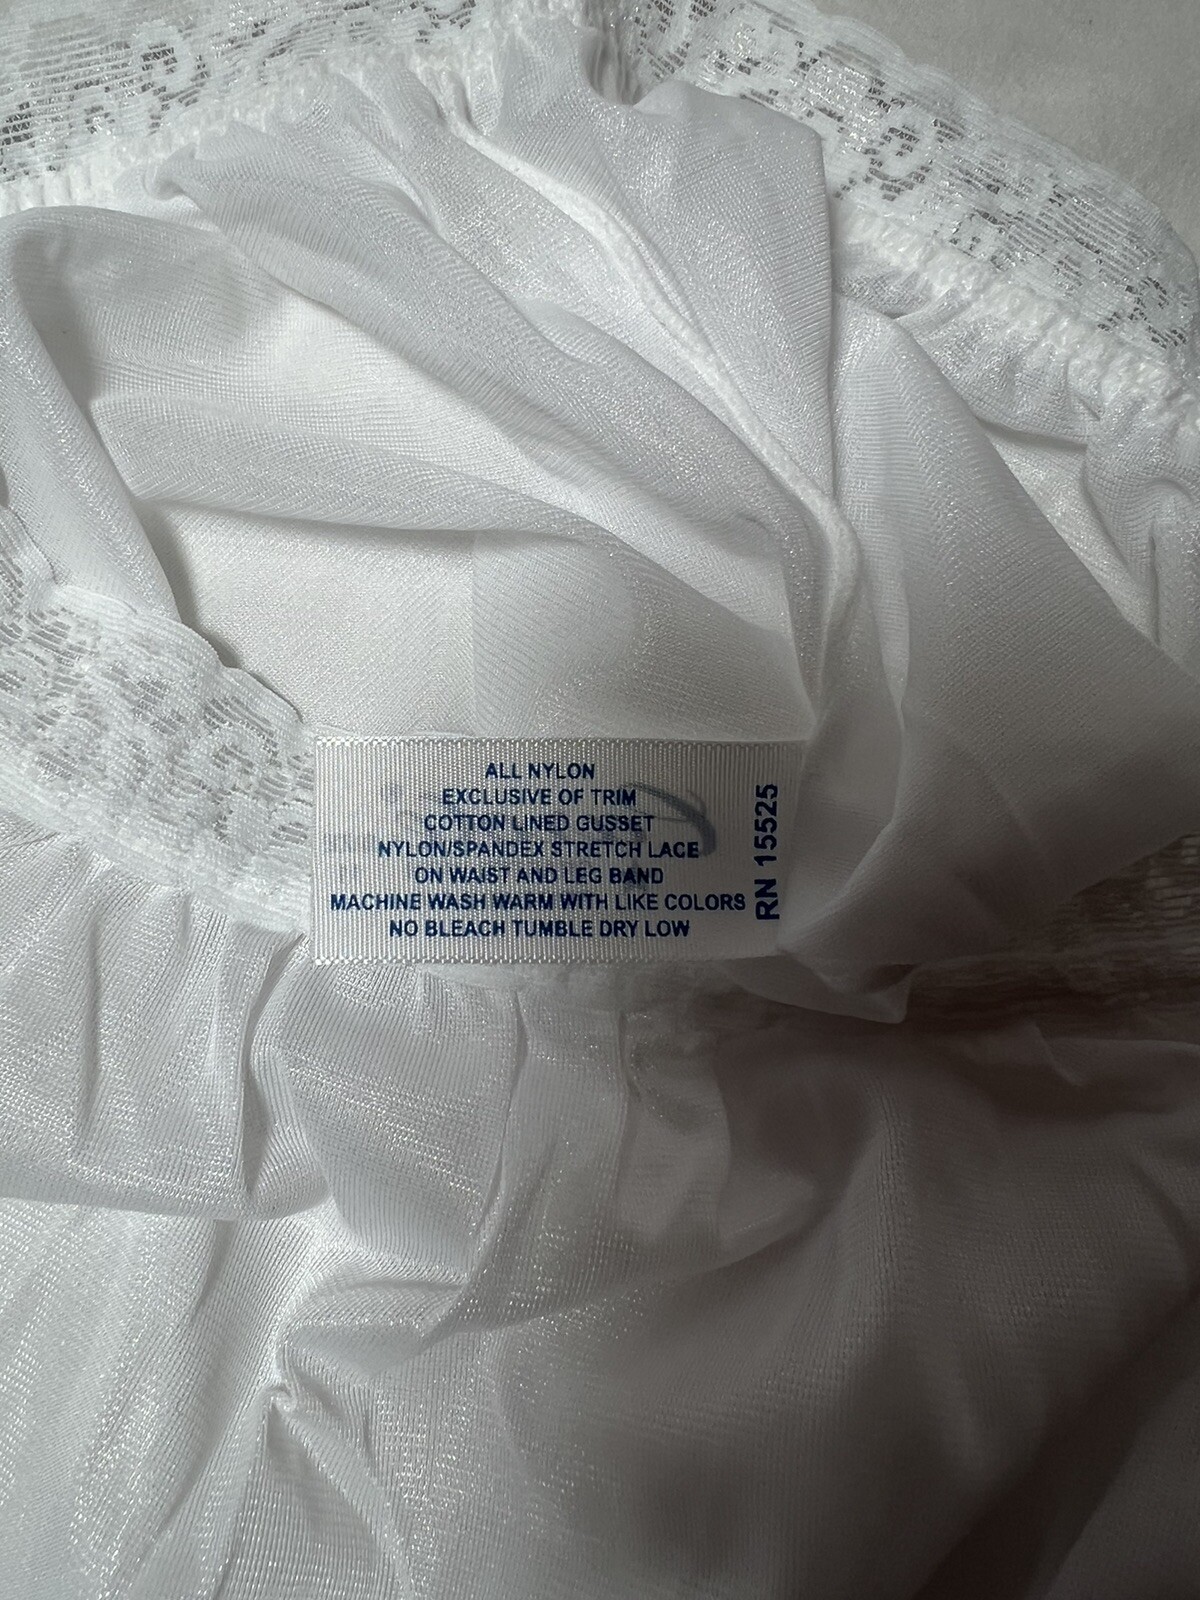 ALL NYLON
EXCLUSIVE OF TRIM
COTTON LINED GUSSET
NYLON/SPANDEX STRETCH LACE
ON WAIST AND LEG BAND
MACHINE WASH WARM WITH LIKE COLORS
NO BLEACH TUMBLE DRY LOW
RN 15525